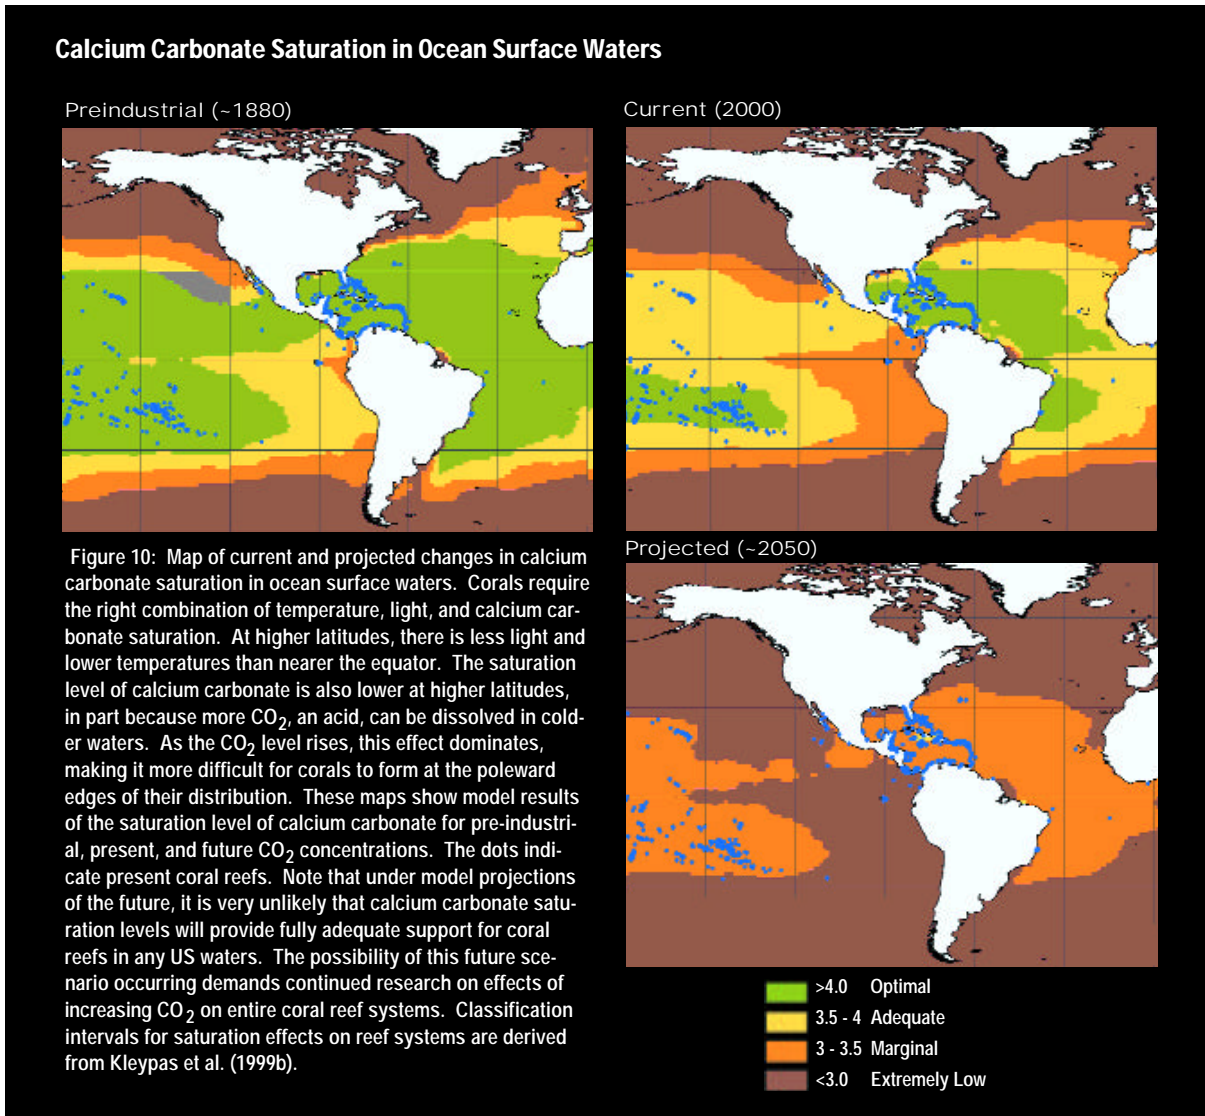 Calcium Carbonate Saturation in Ocean Surface Waters
Preindustrial (~1880)
Current (2000)
Figure 10: Map of current and projected changes in calcium
carbonate saturation in ocean surface waters. Corals require
the right combination of temperature, light, and calcium car-
bonate saturation. At higher latitudes, there is less light and
lower temperatures than nearer the equator. The saturation
level of calcium carbonate is also lower at higher latitudes,
in part because more CO2, an acid, can be dissolved in cold-
er waters. As the CO2 level rises, this effect dominates,
making it more difficult for corals to form at the poleward
edges of their distribution. These maps show model results
of the saturation level of calcium carbonate for pre-industri-
al, present, and future CO2 concentrations. The dots indi-
cate present coral reefs. Note that under model projections
of the future, it is very unlikely that calcium carbonate satu-
ration levels will provide fully adequate support for coral
reefs in any US waters. The possibility of this future sce-
nario occurring demands continued research on effects of
increasing CO2 on entire coral reef systems. Classification
intervals for saturation effects on reef systems are derived
from Kleypas et al. (1999b).
Projected (~2050)
>4.0 Optimal
3.5 - 4 Adequate
3 - 3.5 Marginal
<3.0 Extremely Low